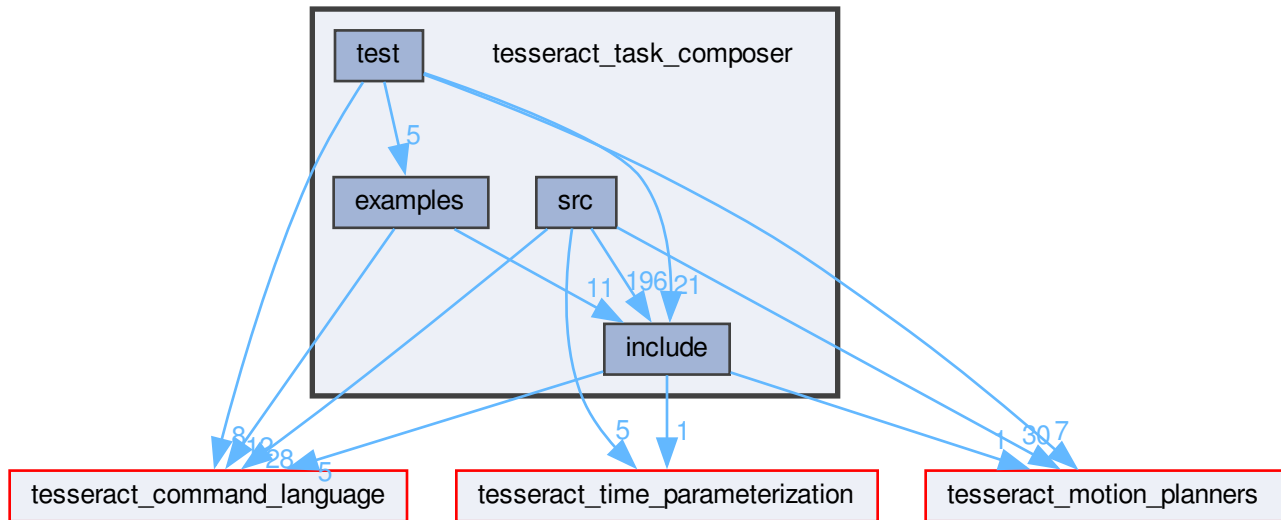 test
tesseract_task_composer
5
examples
src
11
196
21
include
8
12
28
5
5
1
1
30
7
tesseract_command_language
tesseract_time_parameterization
tesseract_motion_planners